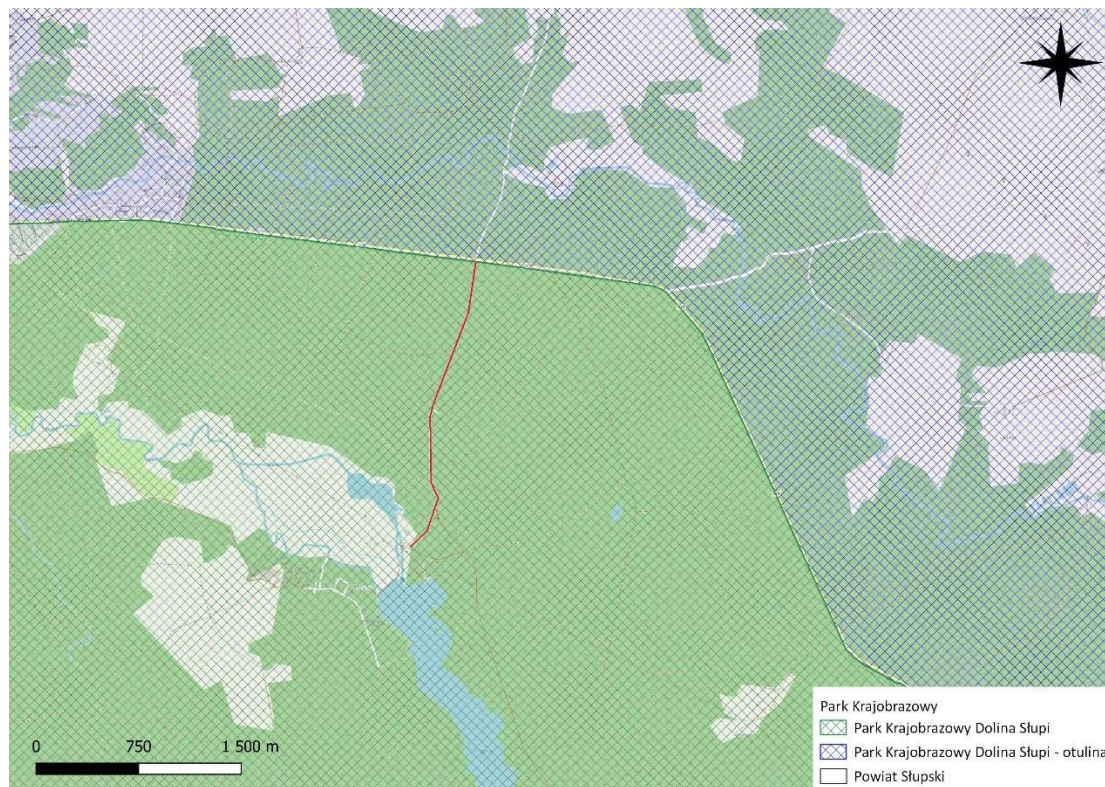 Park Krajobrazowy
Park Krajobrazowy Dolina Słupi
Park Krajobrazowy Dolina Słupi - otulina
Powiat Słupski
0 750 1 500 m